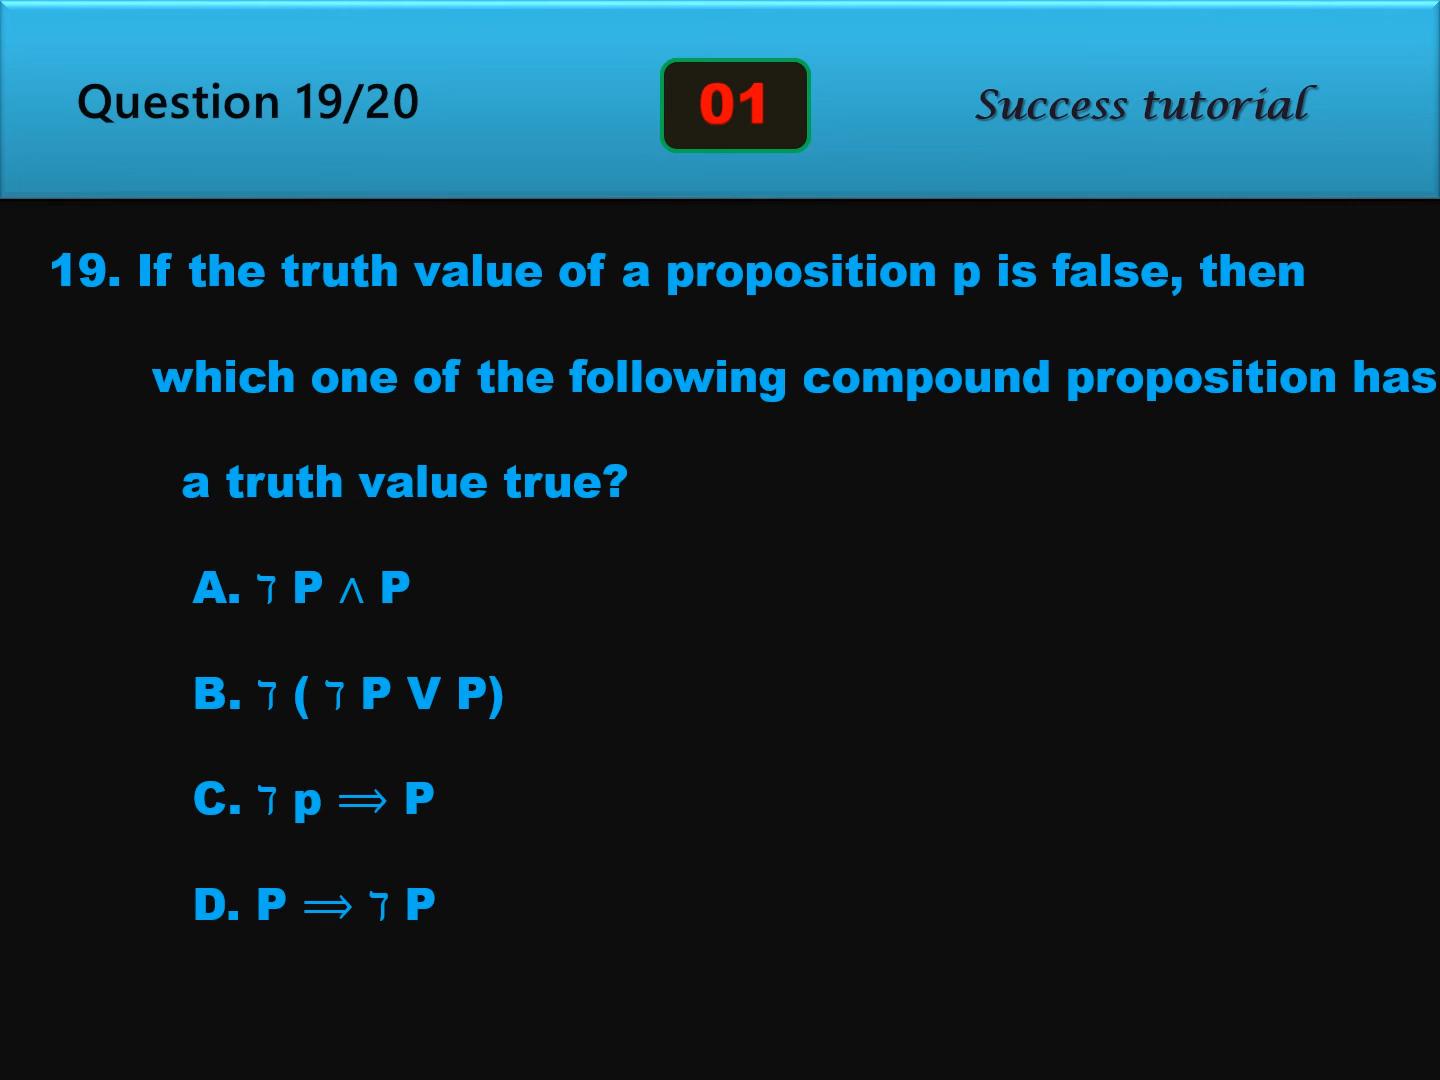 Question 19/20
01
Success tutorial
19. If the truth value of a proposition p is false, then
which one of the following compound proposition has
a truth value true?
A. ꓶ P ∧ P
B. ꓶ ( ꓶ P V P)
C. ꓶ p ⟹ P
D. P ⟹ ꓶ P